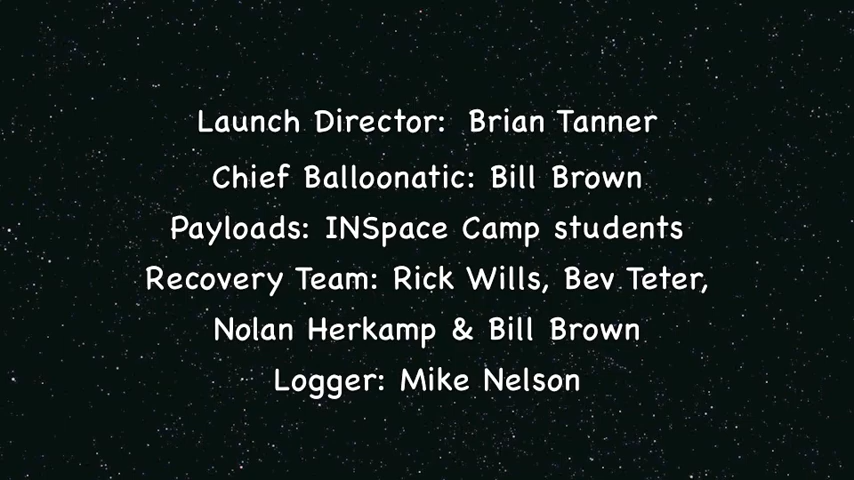 Launch Director: Brian Tanner
Chief Balloonatic: Bill Brown
Payloads: INSpace Camp students
Recovery Team: Rick Wills, Bev Teter,
Nolan Herkamp & Bill Brown
Logger: Mike Nelson